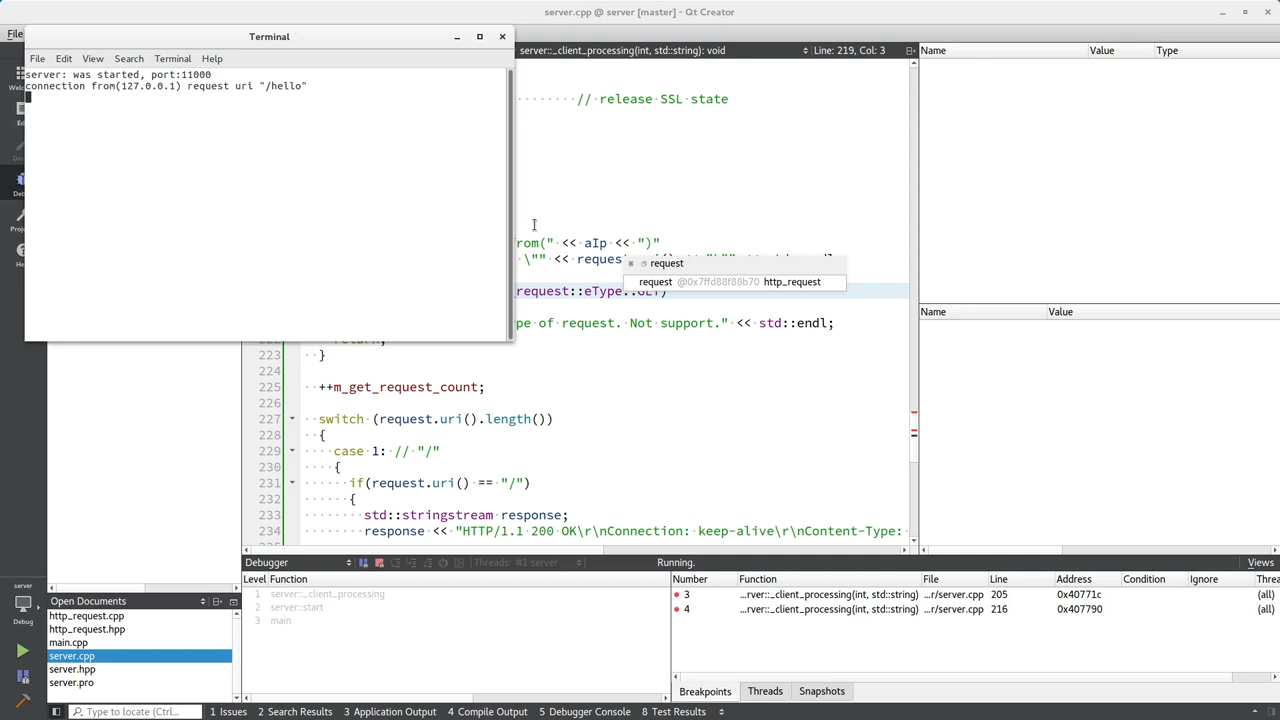 server.cpp @ server [master] - Qt Creator
File
Terminal
File Edit View Search Terminal Help
server: was started, port:11000
connection from(127.0.0.1) request uri "/hello"
server::_client_processing(int, std::string): void
Line: 219, Col: 3
Name Value Type
// release SSL state
rom(" << aIp << ")"
\"" << reques
request
request @0x7ffd88f88b70 http_request
request::eType::GET)
pe of request. Not support." << std::endl;
return;
223 }
224
225 ++m_get_request_count;
226
227 switch (request.uri().length())
228 {
229 case 1: // "/"
230 {
231 if(request.uri() == "/")
232 {
233 std::stringstream response;
234 response << "HTTP/1.1 200 OK\r\nConnection: keep-alive\r\nContent-Type:
Name Value
server
Debug
Open Documents
http_request.cpp
http_request.hpp
main.cpp
server.cpp
server.hpp
server.pro
Debugger
Threads: #1 server
Running.
Views
Level Function
1 server::_client_processing
2 server::start
3 main
Number Function File Line Address Condition Ignore Threa
3 ...rver::_client_processing(int, std::string) ...r/server.cpp 205 0x40771c (all)
4 ...rver::_client_processing(int, std::string) ...r/server.cpp 216 0x407790 (all)
Breakpoints Threads Snapshots
Type to locate (Ctrl...
1 Issues 2 Search Results 3 Application Output 4 Compile Output 5 Debugger Console 8 Test Results